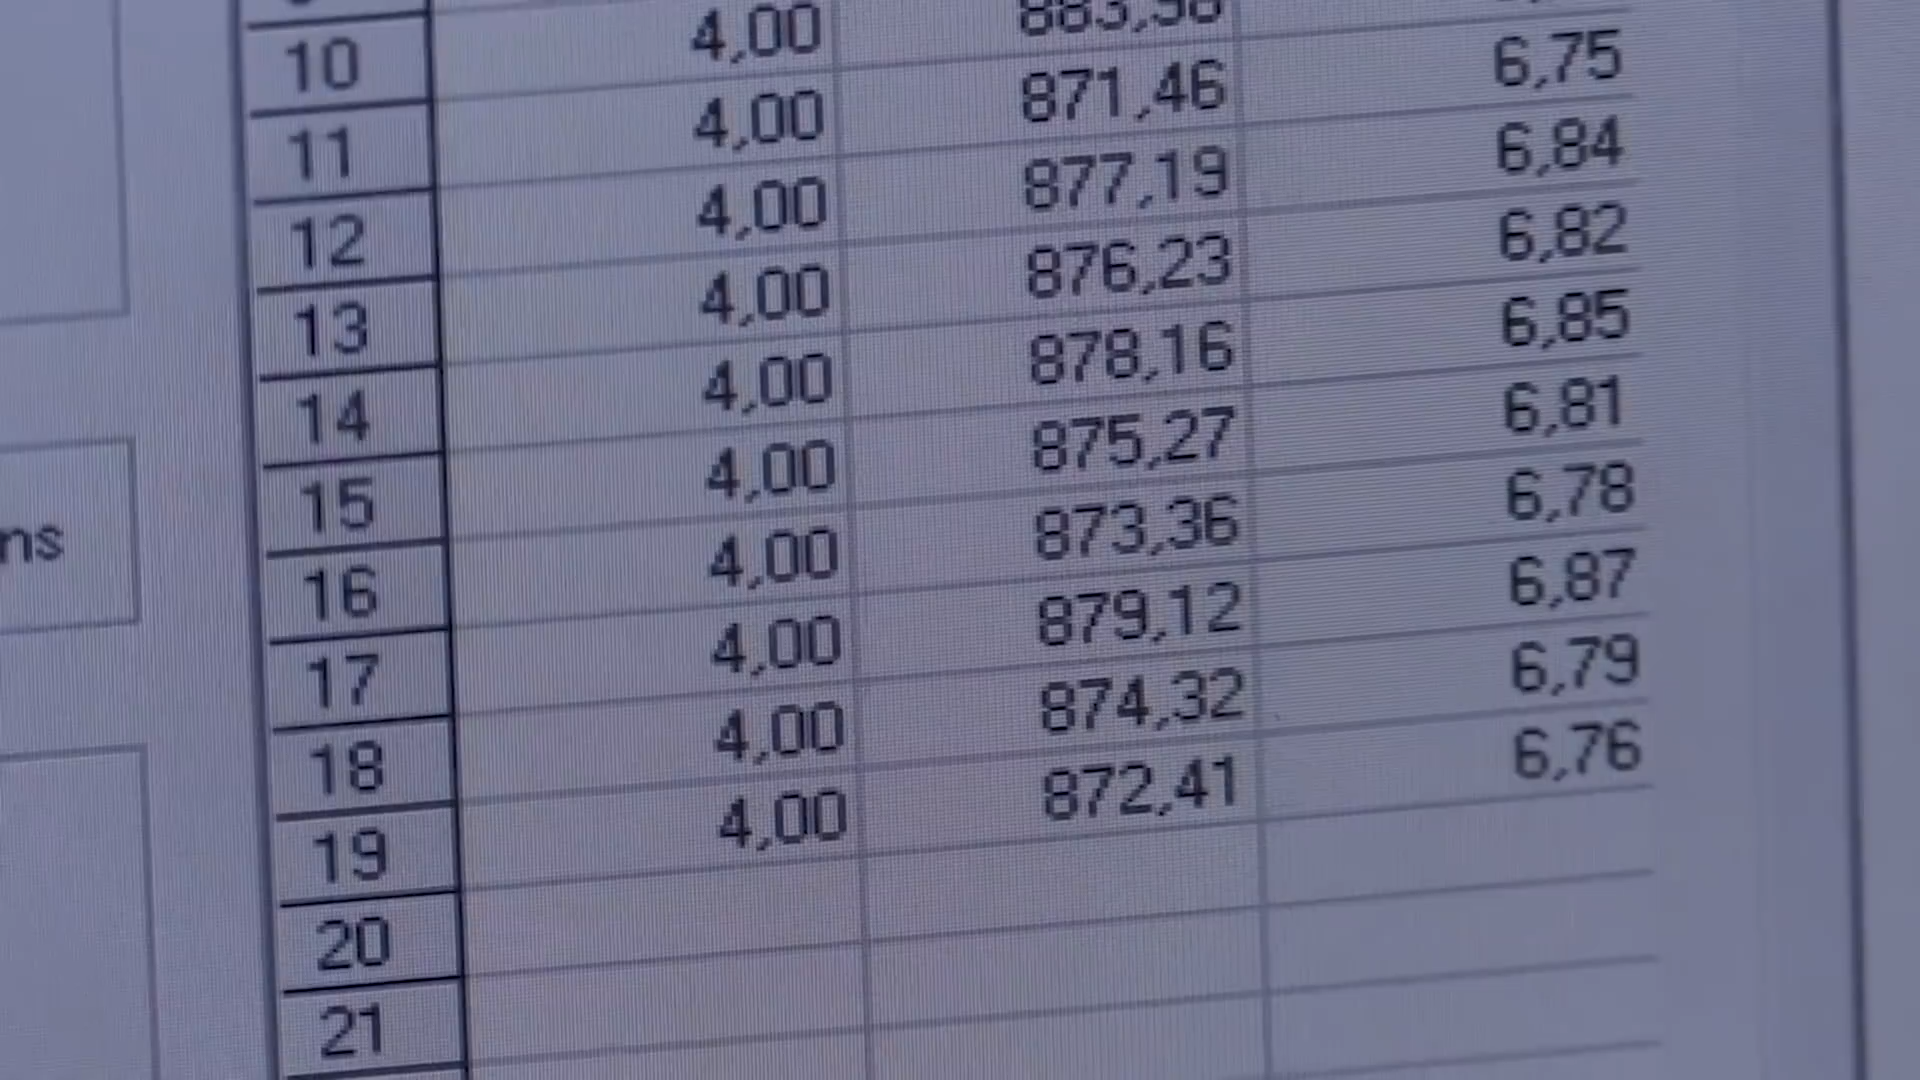 10 4,00
11 4,00 871,46 6,75
12 4,00 877,19 6,84
13 4,00 876,23 6,82
14 4,00 878,16 6,85
15 4,00 875,27 6,81
ns
16 4,00 873,36 6,78
17 4,00 879,12 6,87
18 4,00 874,32 6,79
19 4,00 872,41 6,76
20
21